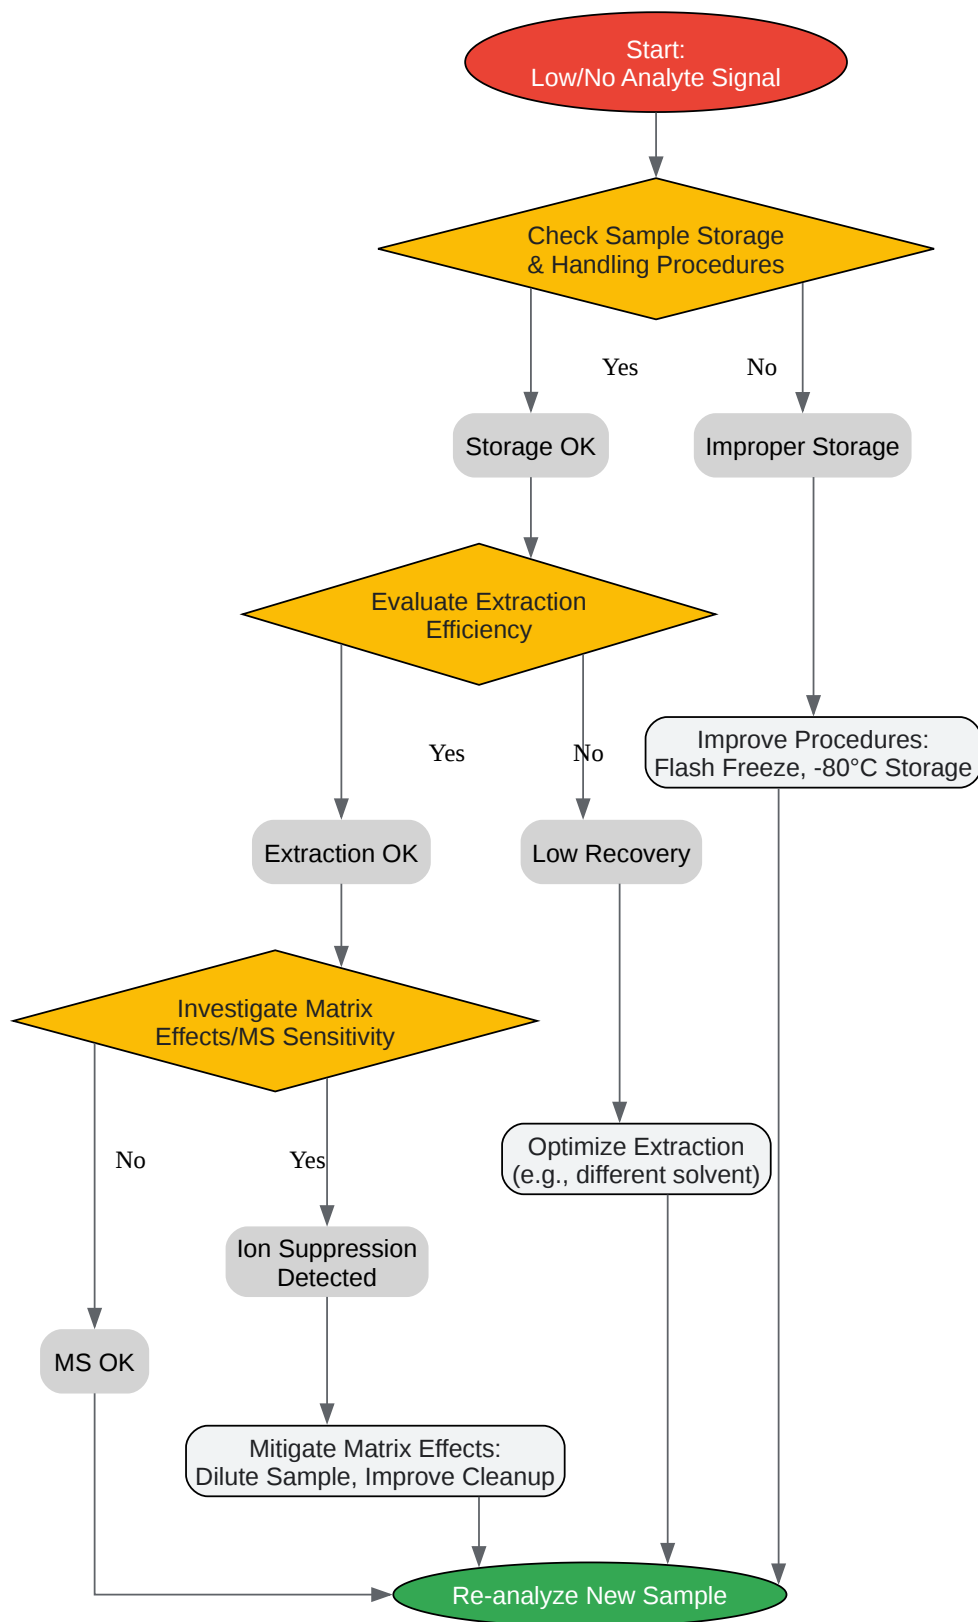 Start:
Low/No Analyte Signal
Check Sample Storage
& Handling Procedures
Yes
No
Storage OK
Improper Storage
Evaluate Extraction
Efficiency
Improve Procedures:
Flash Freeze, -80°C Storage
Yes
No
Extraction OK
Low Recovery
Investigate Matrix
Effects/MS Sensitivity
Optimize Extraction
(e.g., different solvent)
No
Yes
Ion Suppression
Detected
MS OK
Mitigate Matrix Effects:
Dilute Sample, Improve Cleanup
Re-analyze New Sample